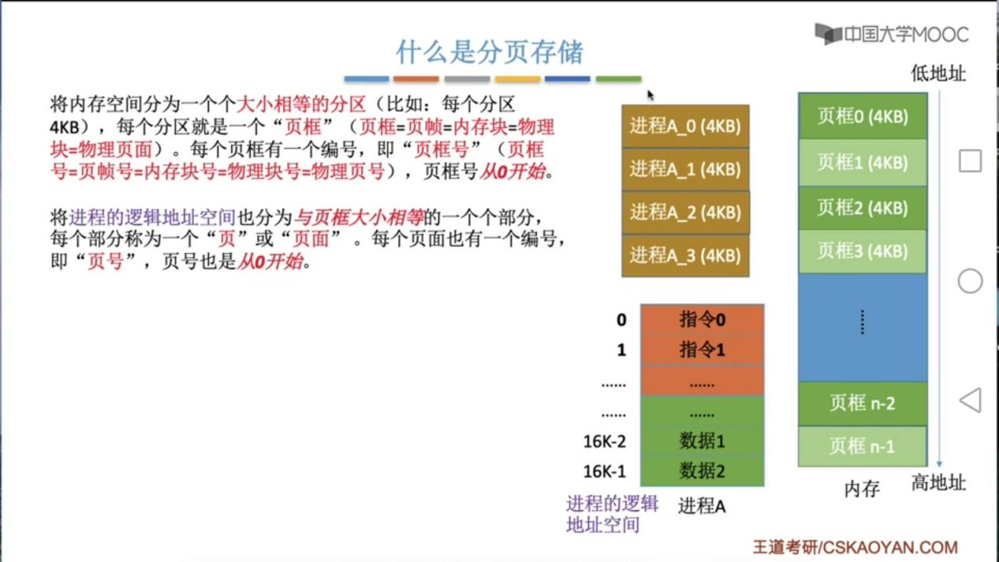 中国大学MOOC
什么是分页存储
将内存空间分为一个个大小相等的分区（比如：每个分区
4KB），每个分区就是一个“页框”（页框=页帧=内存块=物理
块=物理页面）。每个页框有一个编号，即“页框号”（页框
号=页帧号=内存块号=物理块号=物理页号），页框号从0开始。
将进程的逻辑地址空间也分为与页框大小相等的一个个部分，
每个部分称为一个“页”或“页面” 。每个页面也有一个编号，
即“页号”，页号也是从0开始。
进程A_0 (4KB)
进程A_1 (4KB)
进程A_2 (4KB)
进程A_3 (4KB)
0 指令0
1 指令1
...... ......
...... ......
16K-2 数据1
16K-1 数据2
进程的逻辑
地址空间
进程A
低地址
页框0 (4KB)
页框1 (4KB)
页框2 (4KB)
页框3 (4KB)
......
页框 n-2
页框 n-1
内存
高地址
王道考研/CSKAOYAN.COM